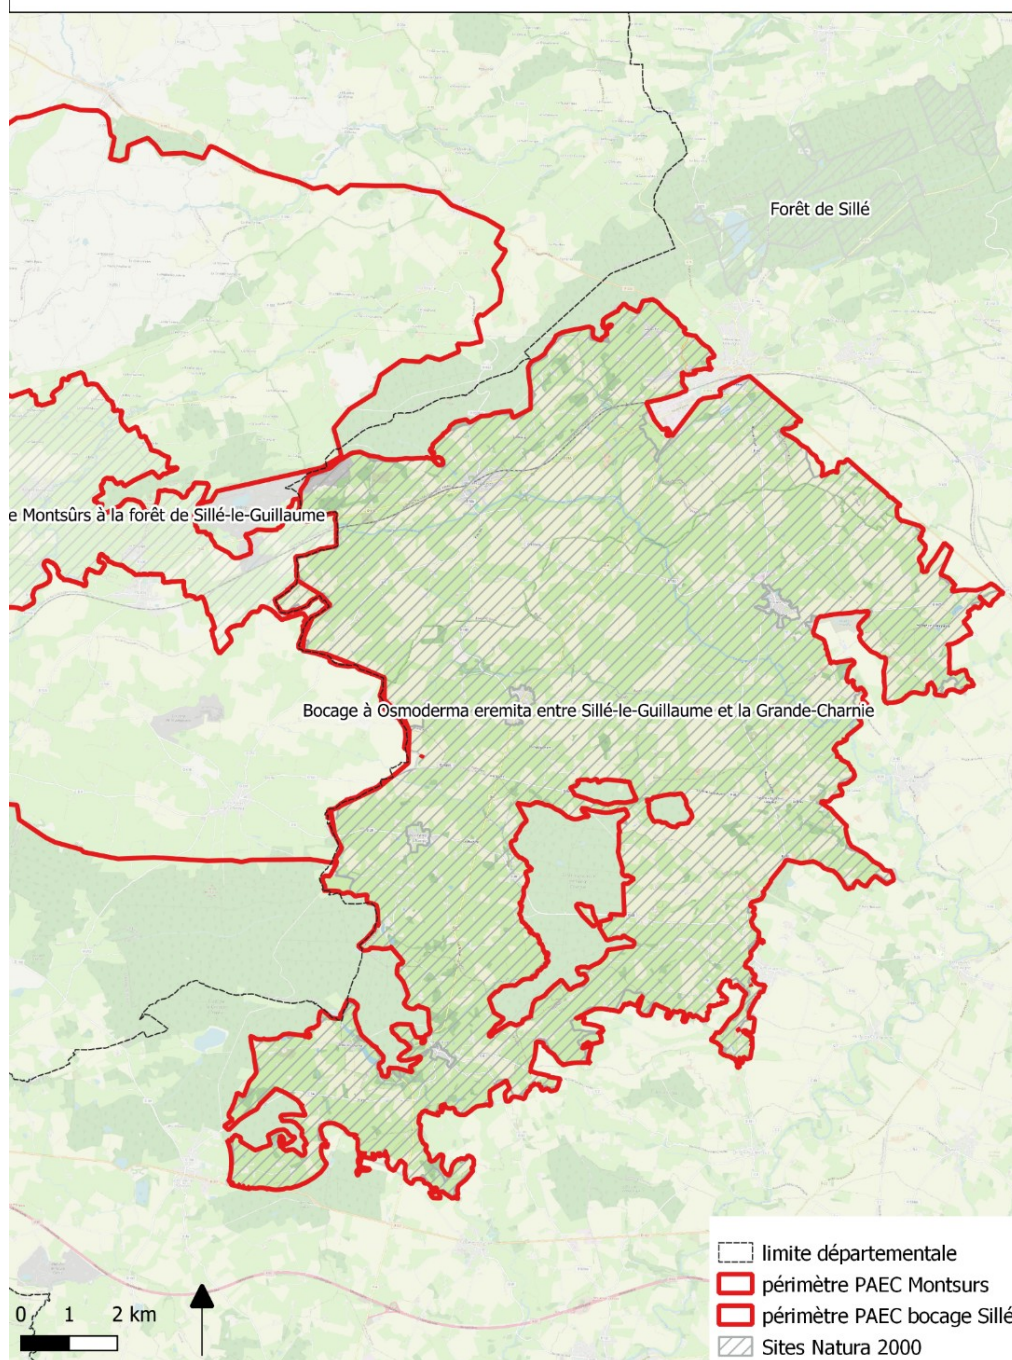 Forêt de Sillé
e Montsûrs à la forêt de Sillé-le-Guillaume
Bocage à Osmoderma eremita entre Sillé-le-Guillaume et la Grande-Charnie
limite départementale
périmètre PAEC Montsurs
périmètre PAEC bocage Sillé
Sites Natura 2000
0 1 2 km